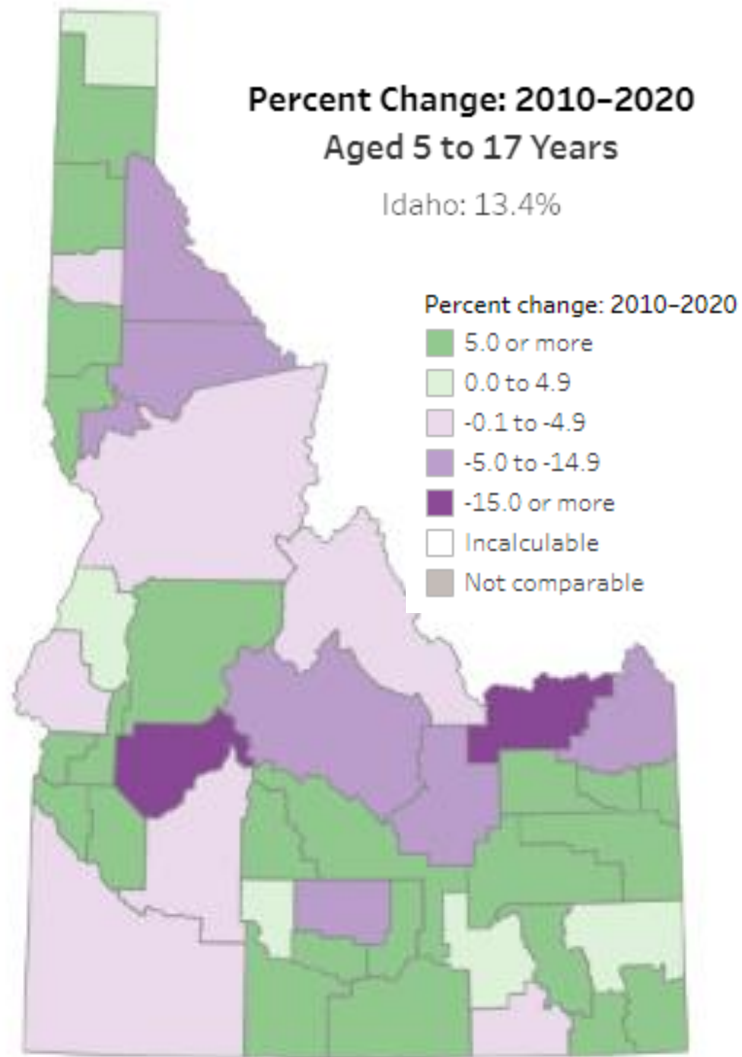 Percent Change: 2010–2020
Aged 5 to 17 Years
Idaho: 13.4%
Percent change: 2010–2020
5.0 or more
0.0 to 4.9
-0.1 to -4.9
-5.0 to -14.9
-15.0 or more
Incalculable
Not comparable